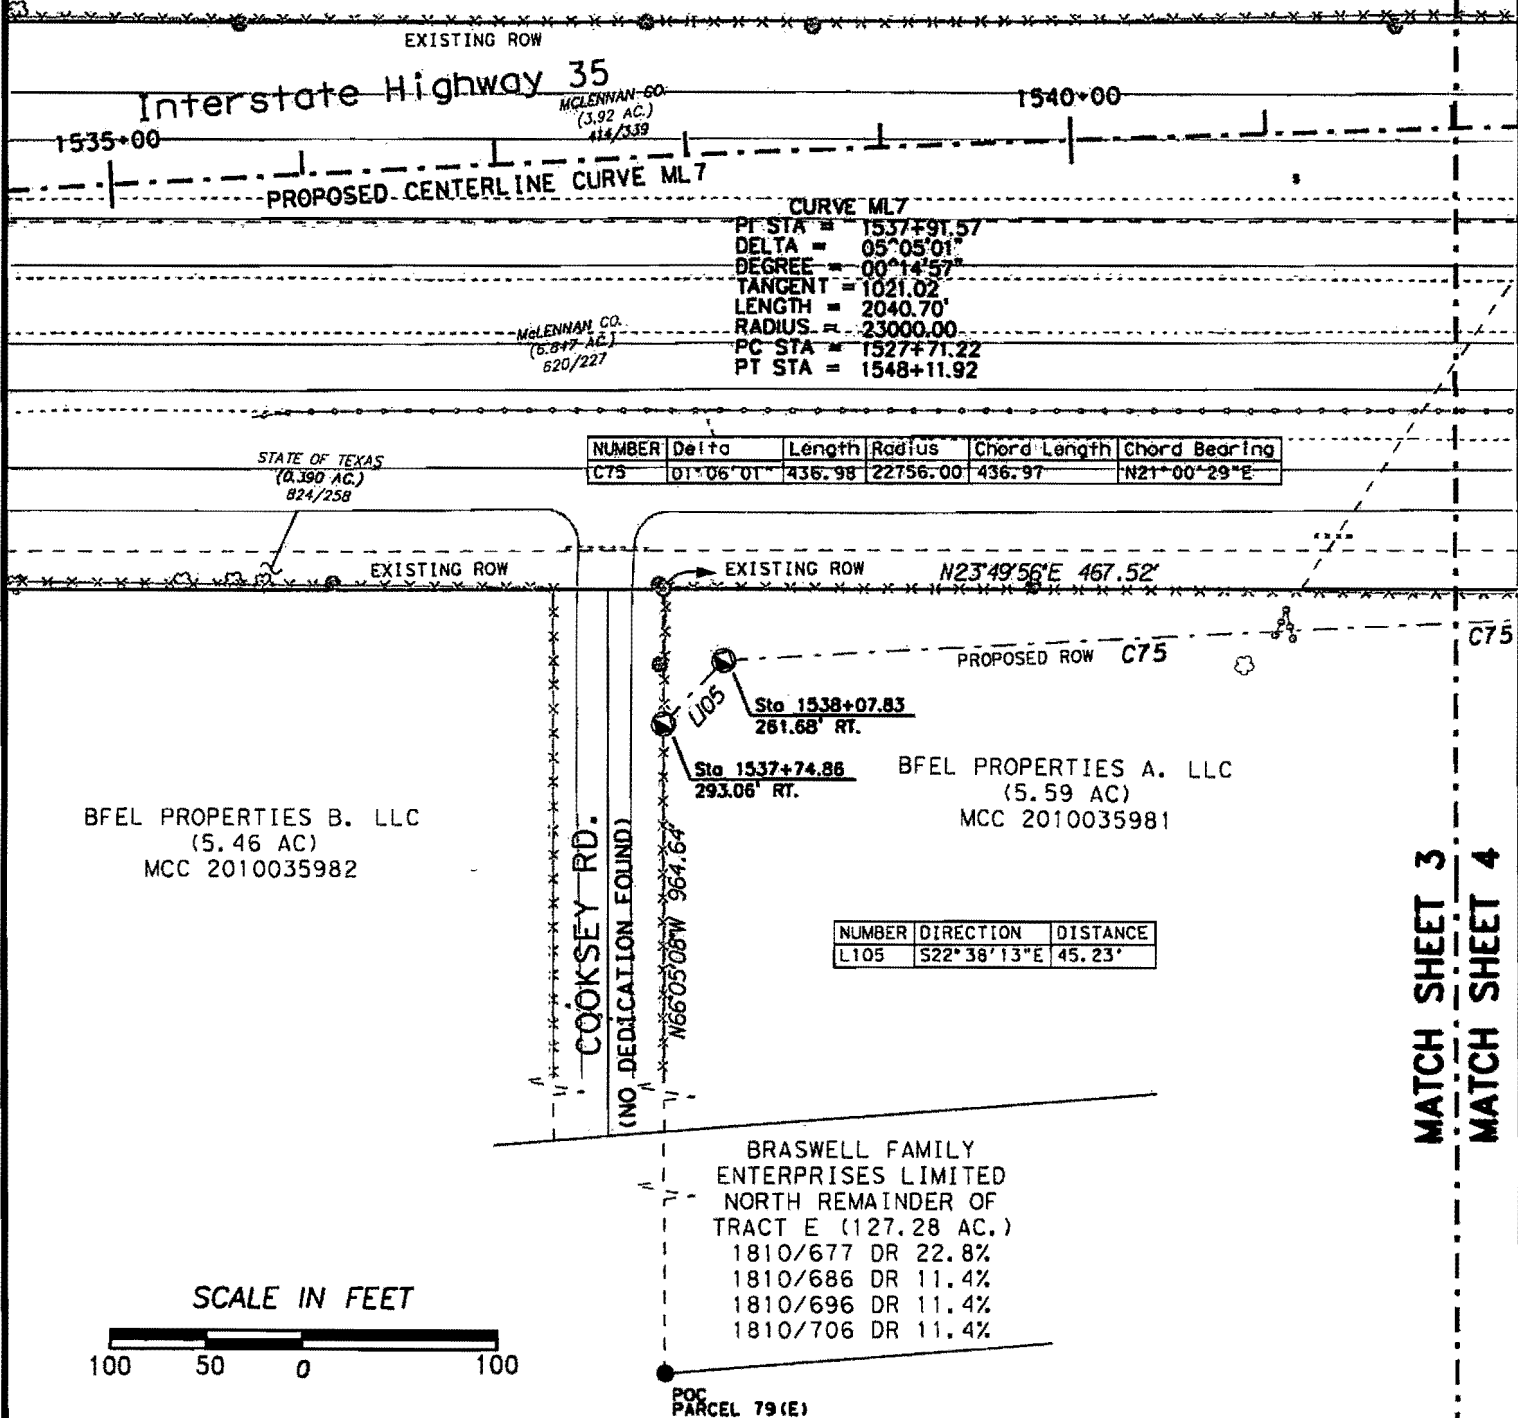 EXISTING ROW
Interstate Highway 35
MCLENNAN CO.
(3.92 AC.)
414/339
1540+00
1535+00
PROPOSED CENTERLINE CURVE ML7
CURVE ML7
PI STA = 1537+91.57
DELTA = 05°05'01"
DEGREE = 00°14'57"
TANGENT = 1021.02
LENGTH = 2040.70'
RADIUS = 23000.00
PC STA = 1527+71.22
PT STA = 1548+11.92
McLENNAN CO.
(6.847 AC.)
620/227
NUMBER Delta Length Radius Chord Length Chord Bearing
C75 01°06'01" 436.98 22756.00 436.97 N21°00'29"E
STATE OF TEXAS
(0.390 AC.)
824/258
EXISTING ROW
EXISTING ROW
N23°49'56"E 467.52'
C75
PROPOSED ROW C75
L105
Sta 1538+07.83
261.68' RT.
Sta 1537+74.86
293.06' RT.
BFEL PROPERTIES A. LLC
(5.59 AC)
MCC 2010035981
BFEL PROPERTIES B. LLC
(5.46 AC)
MCC 2010035982
COOKSEY RD.
(NO DEDICATION FOUND)
N66°05'08"W 964.64'
NUMBER DIRECTION DISTANCE
L105 S22°38'13"E 45.23'
MATCH SHEET 3
MATCH SHEET 4
BRASWELL FAMILY
ENTERPRISES LIMITED
NORTH REMAINDER OF
TRACT E (127.28 AC.)
1810/677 DR 22.8%
1810/686 DR 11.4%
1810/696 DR 11.4%
1810/706 DR 11.4%
SCALE IN FEET
100 50 0 100
POC
PARCEL 79(E)